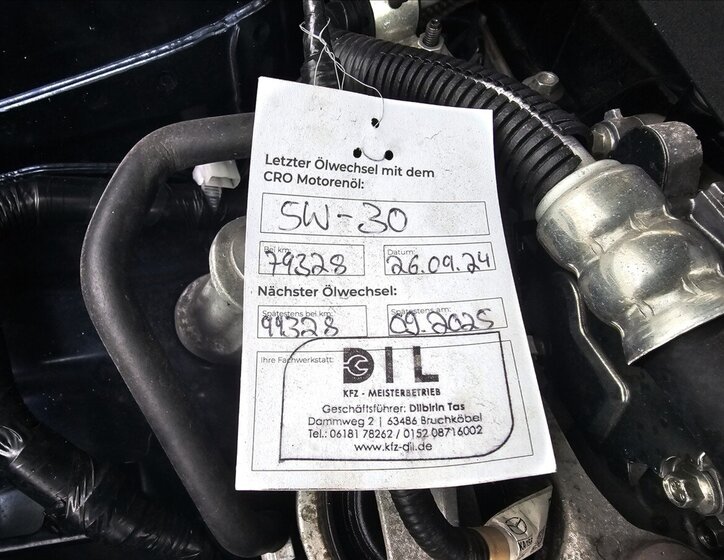 Letzter Ölwechsel mit dem
CRO Motorenöl:
5W-30
Bei km: Datum:
79328 26.09.24
Nächster Ölwechsel:
Spätestens bei km: Spätestens am:
99328 09.2025
Ihre Fachwerkstatt:
DIL
KFZ - MEISTERBETRIEB
Geschäftsführer: Dilbirin Tas
Dammweg 2 | 63486 Bruchköbel
Tel.: 06181 78262 / 0152 08716002
www.kfz-dil.de